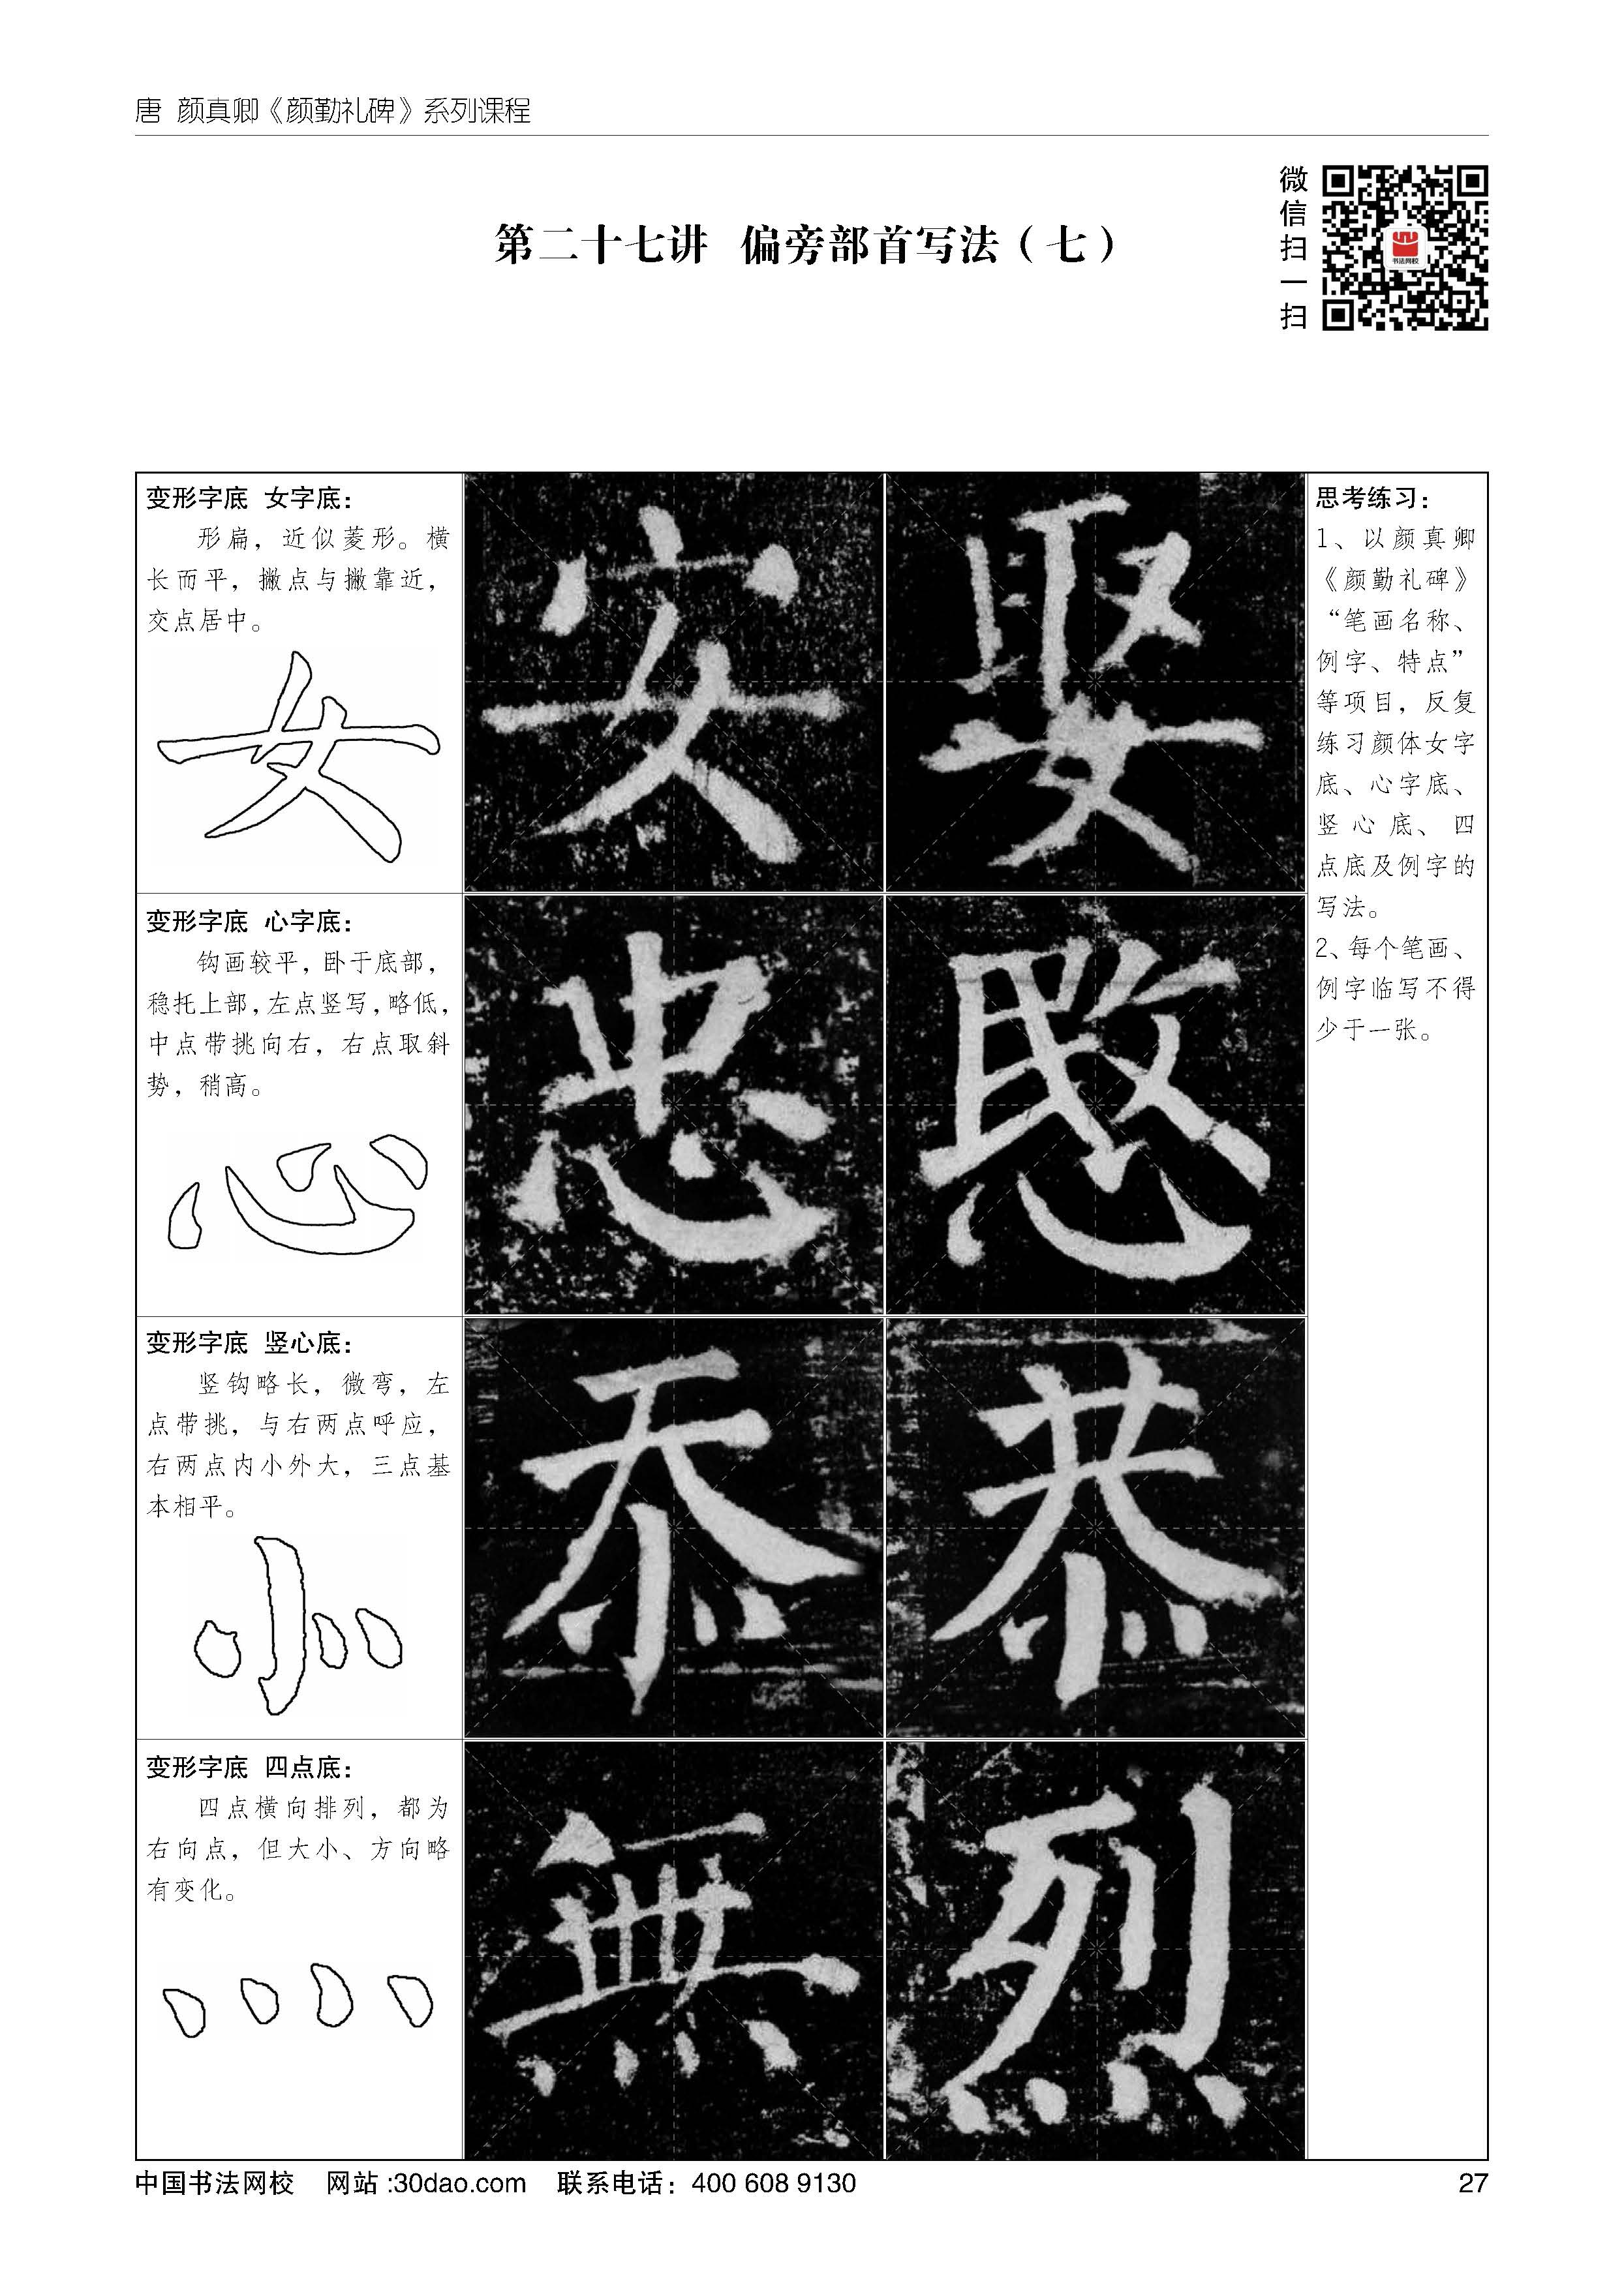 唐 颜真卿《颜勤礼碑》系列课程
微信扫一扫
书法网校
第二十七讲 偏旁部首写法（七）
变形字底 女字底：
形扁，近似菱形。横
长而平，撇点与撇靠近，
交点居中。
女
安 娶
变形字底 心字底：
钩画较平，卧于底部，
稳托上部，左点竖写，略低，
中点带挑向右，右点取斜
势，稍高。
心
忠 愍
变形字底 竖心底：
竖钩略长，微弯，左
点带挑，与右两点呼应，
右两点内小外大，三点基
本相平。
忝 恭
变形字底 四点底：
四点横向排列，都为
右向点，但大小、方向略
有变化。
無 烈
思考练习：
1、以颜真卿
《颜勤礼碑》
“笔画名称、
例字、特点”
等项目，反复
练习颜体女字
底、心字底、
竖心底、四
点底及例字的
写法。
2、每个笔画、
例字临写不得
少于一张。
中国书法网校 网站:30dao.com 联系电话：400 608 9130
27